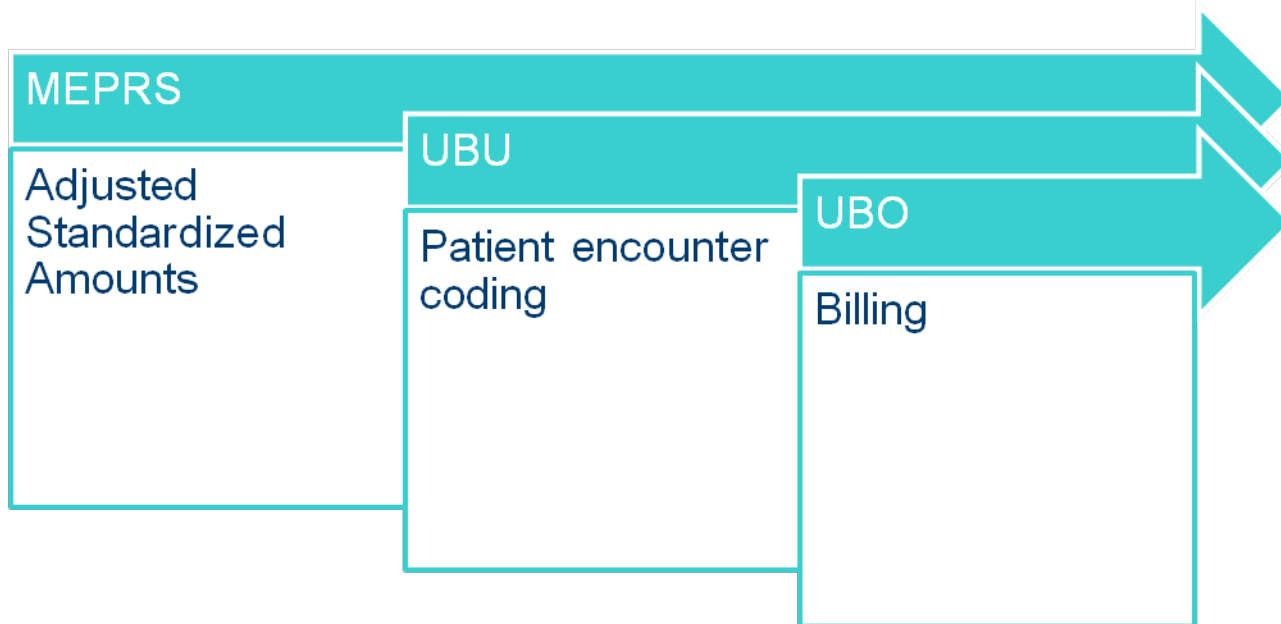 MEPRS
Adjusted
Standardized
Amounts
UBU
Patient encounter
coding
UBO
Billing